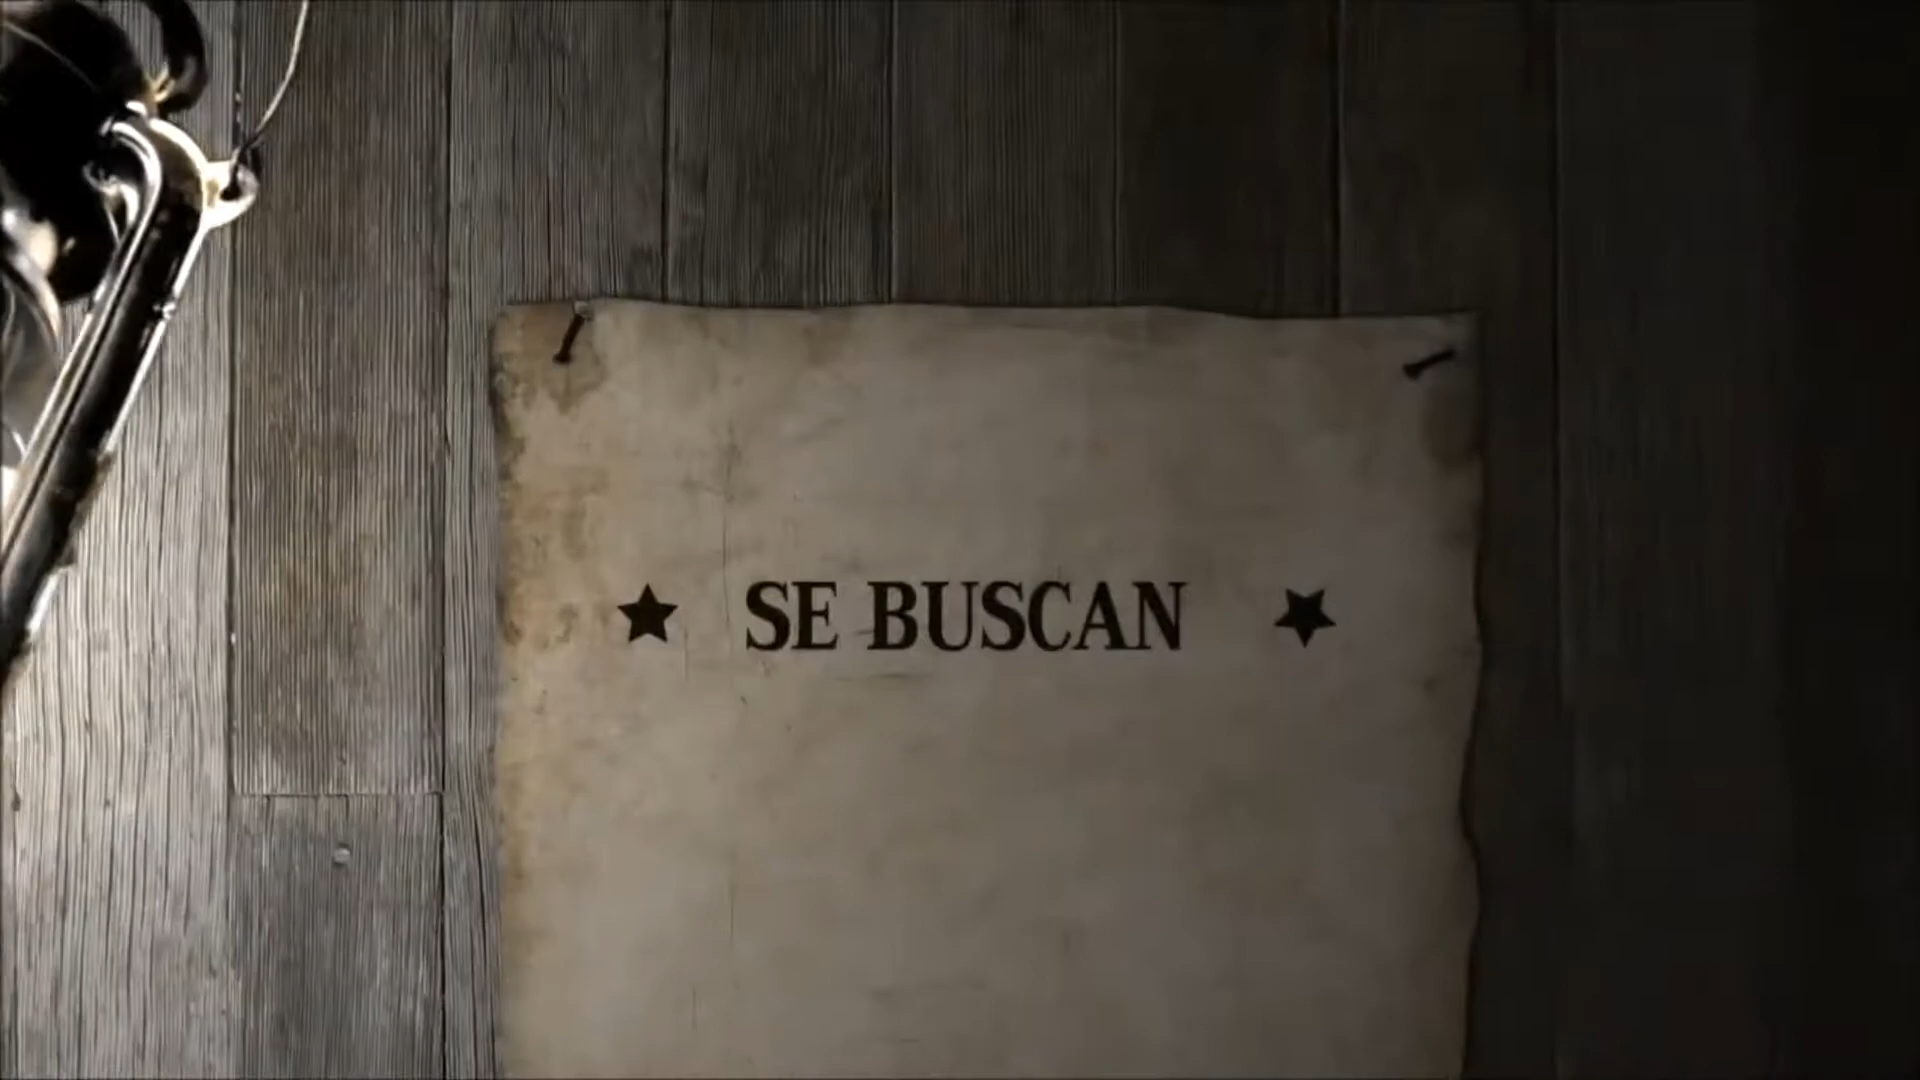 ★ SE BUSCAN ★